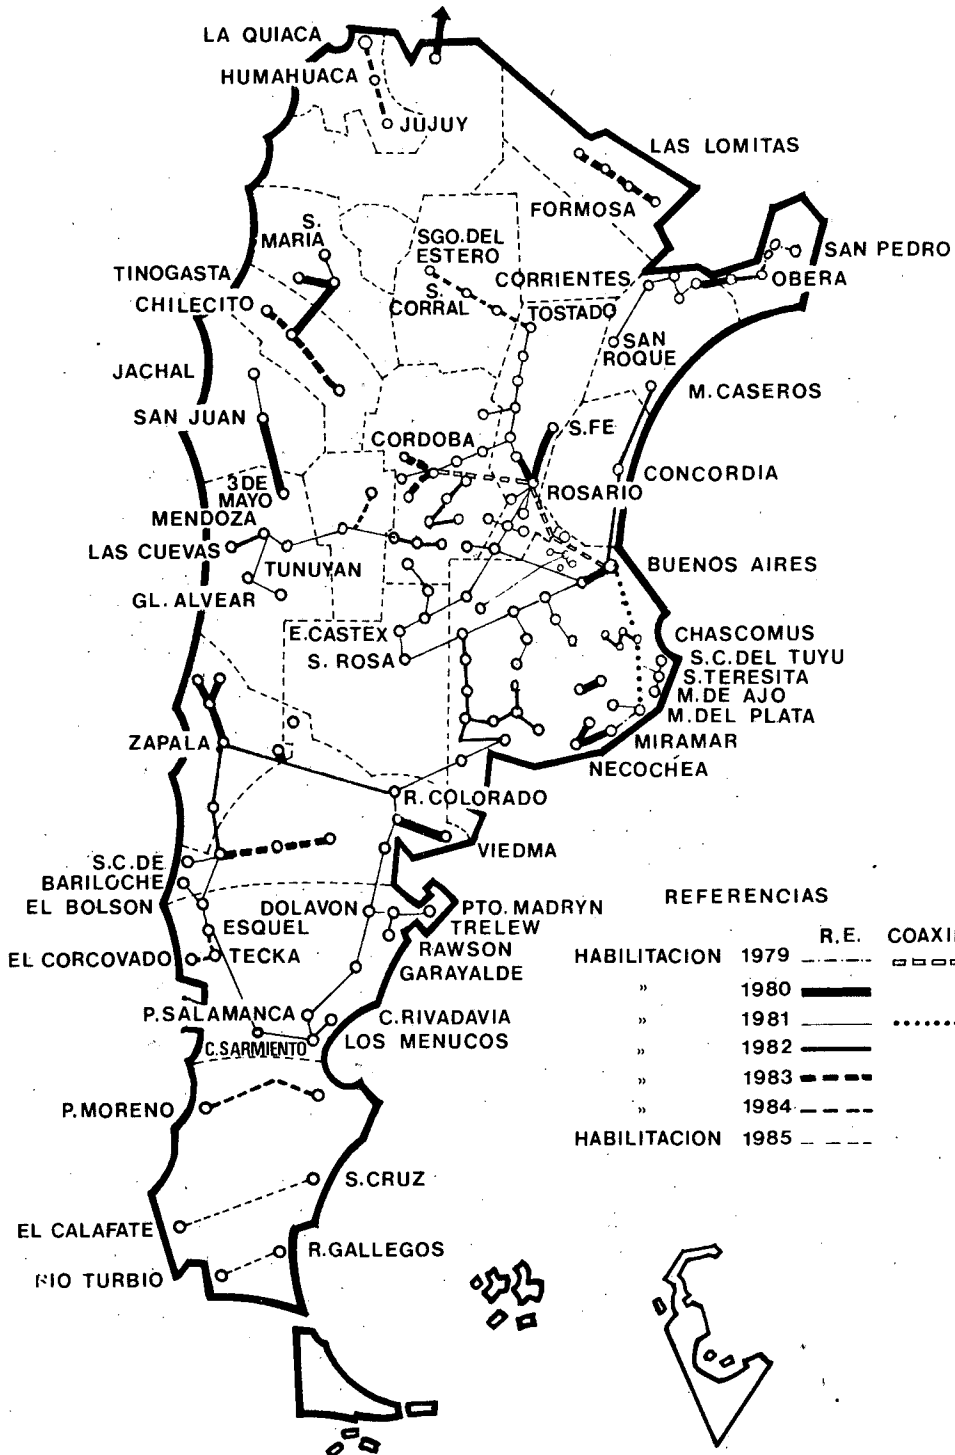 LA QUIACA
HUMAHUACA
JUJUY
LAS LOMITAS
FORMOSA
S.
MARIA
SGO. DEL
ESTERO
SAN PEDRO
TINOGASTA
CORRIENTES
OBERA
CHILECITO
S.
CORRAL
TOSTADO
SAN
ROQUE
JACHAL
M. CASEROS
SAN JUAN
CORDOBA
S. FE
CONCORDIA
3 DE
MAYO
ROSARIO
MENDOZA
LAS CUEVAS
TUNUYAN
BUENOS AIRES
GL. ALVEAR
E. CASTEX
CHASCOMUS
S. ROSA
S.C. DEL TUYU
S. TERESITA
M. DE AJO
M. DEL PLATA
ZAPALA
MIRAMAR
NECOCHEA
R. COLORADO
VIEDMA
S.C. DE
BARILOCHE
EL BOLSON
DOLAVON
PTO. MADRYN
ESQUEL
TRELEW
EL CORCOVADO
TECKA
RAWSON
GARAYALDE
P. SALAMANCA
C. RIVADAVIA
C. SARMIENTO
LOS MENUCOS
P. MORENO
S. CRUZ
EL CALAFATE
R. GALLEGOS
RIO TURBIO
REFERENCIAS
R.E. COAXI
HABILITACION 1979
" 1980
" 1981
" 1982
" 1983
" 1984
HABILITACION 1985